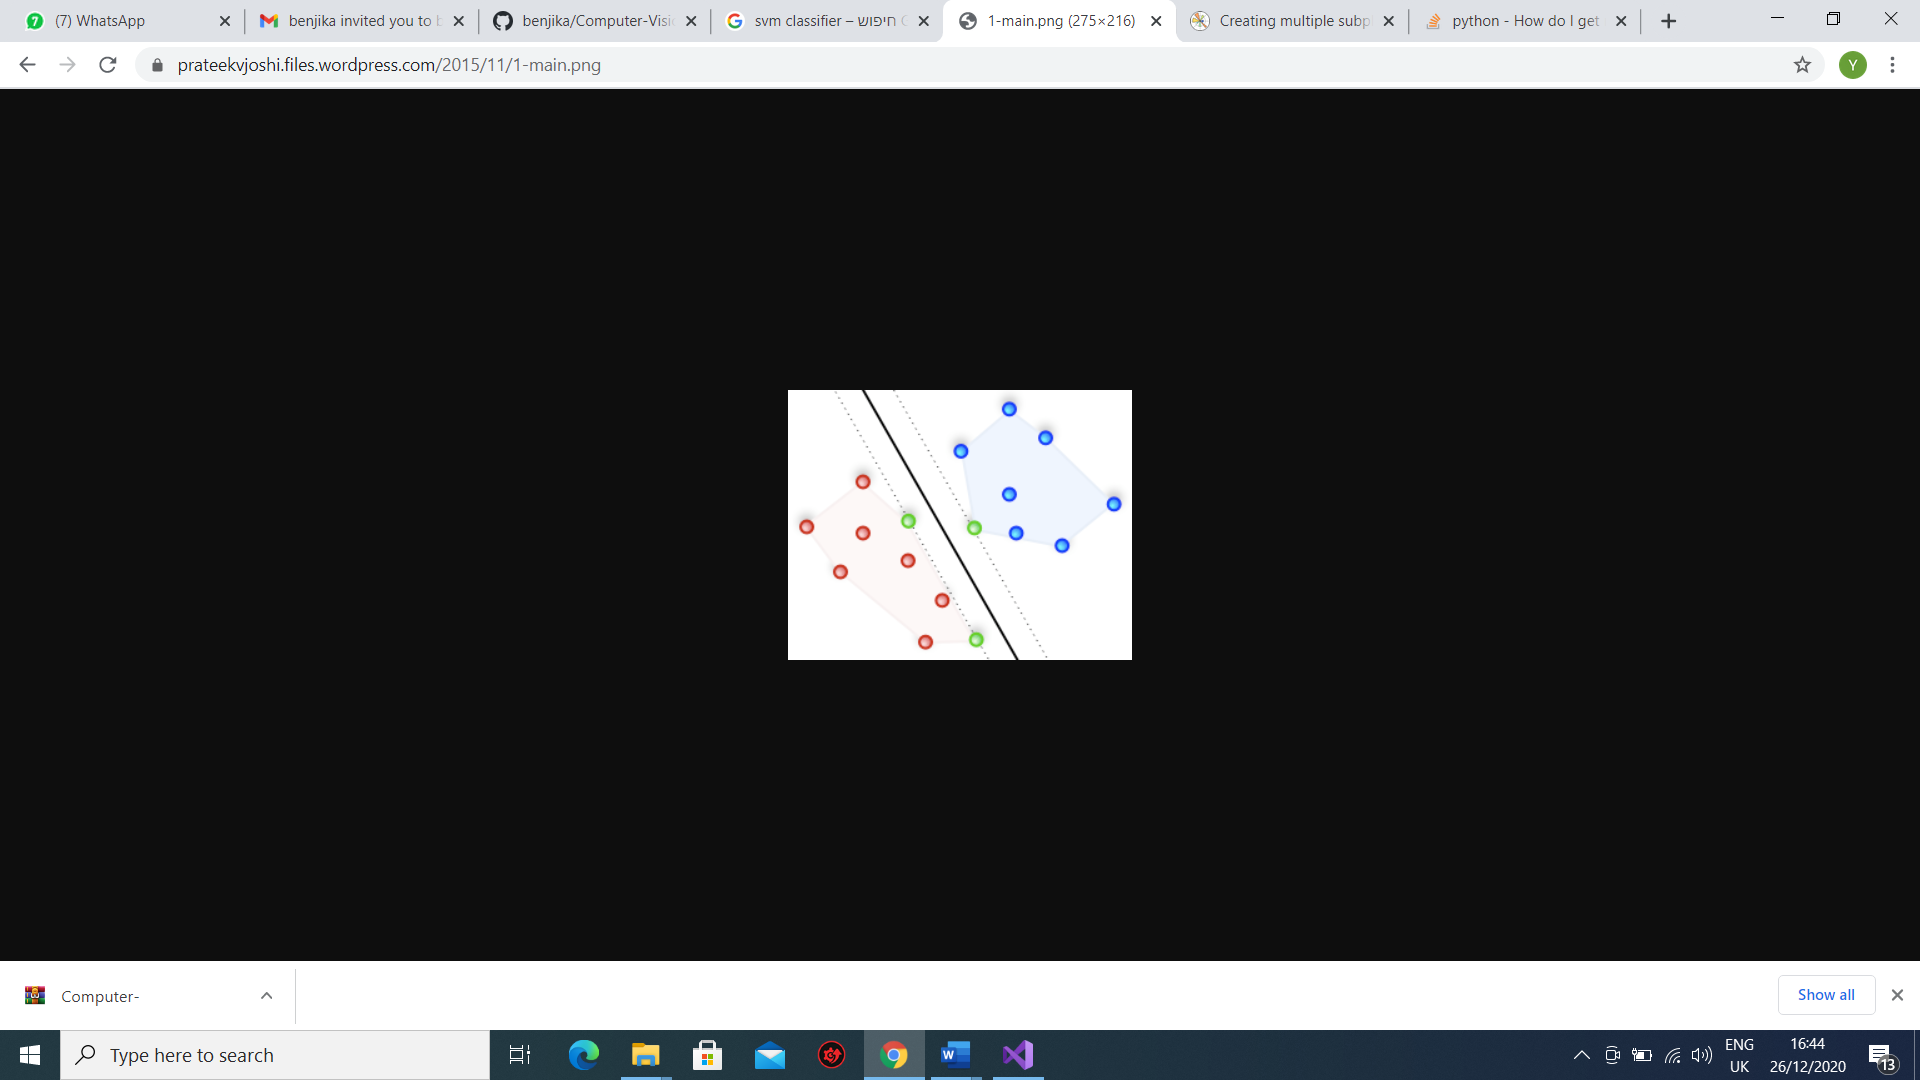 (7) WhatsApp
benjika invited you to b
benjika/Computer-Visi
svm classifier – חיפוש G
1-main.png (275×216)
Creating multiple subp
python - How do I get
prateekvjoshi.files.wordpress.com/2015/11/1-main.png
Y
Computer-
Show all
Type here to search
ENG
UK
16:44
26/12/2020
13